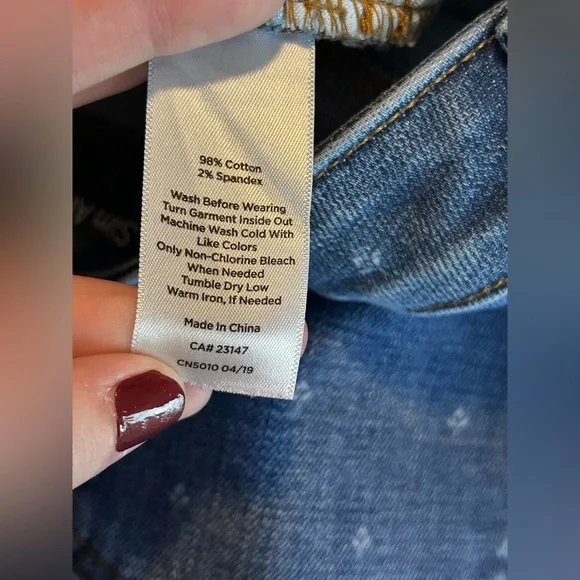 98% Cotton
2% Spandex
Wash Before Wearing
Turn Garment Inside Out
Machine Wash Cold With
Like Colors
Only Non-Chlorine Bleach
When Needed
Tumble Dry Low
Warm Iron, If Needed
Made In China
CA# 23147
CN5010 04/19
Slim